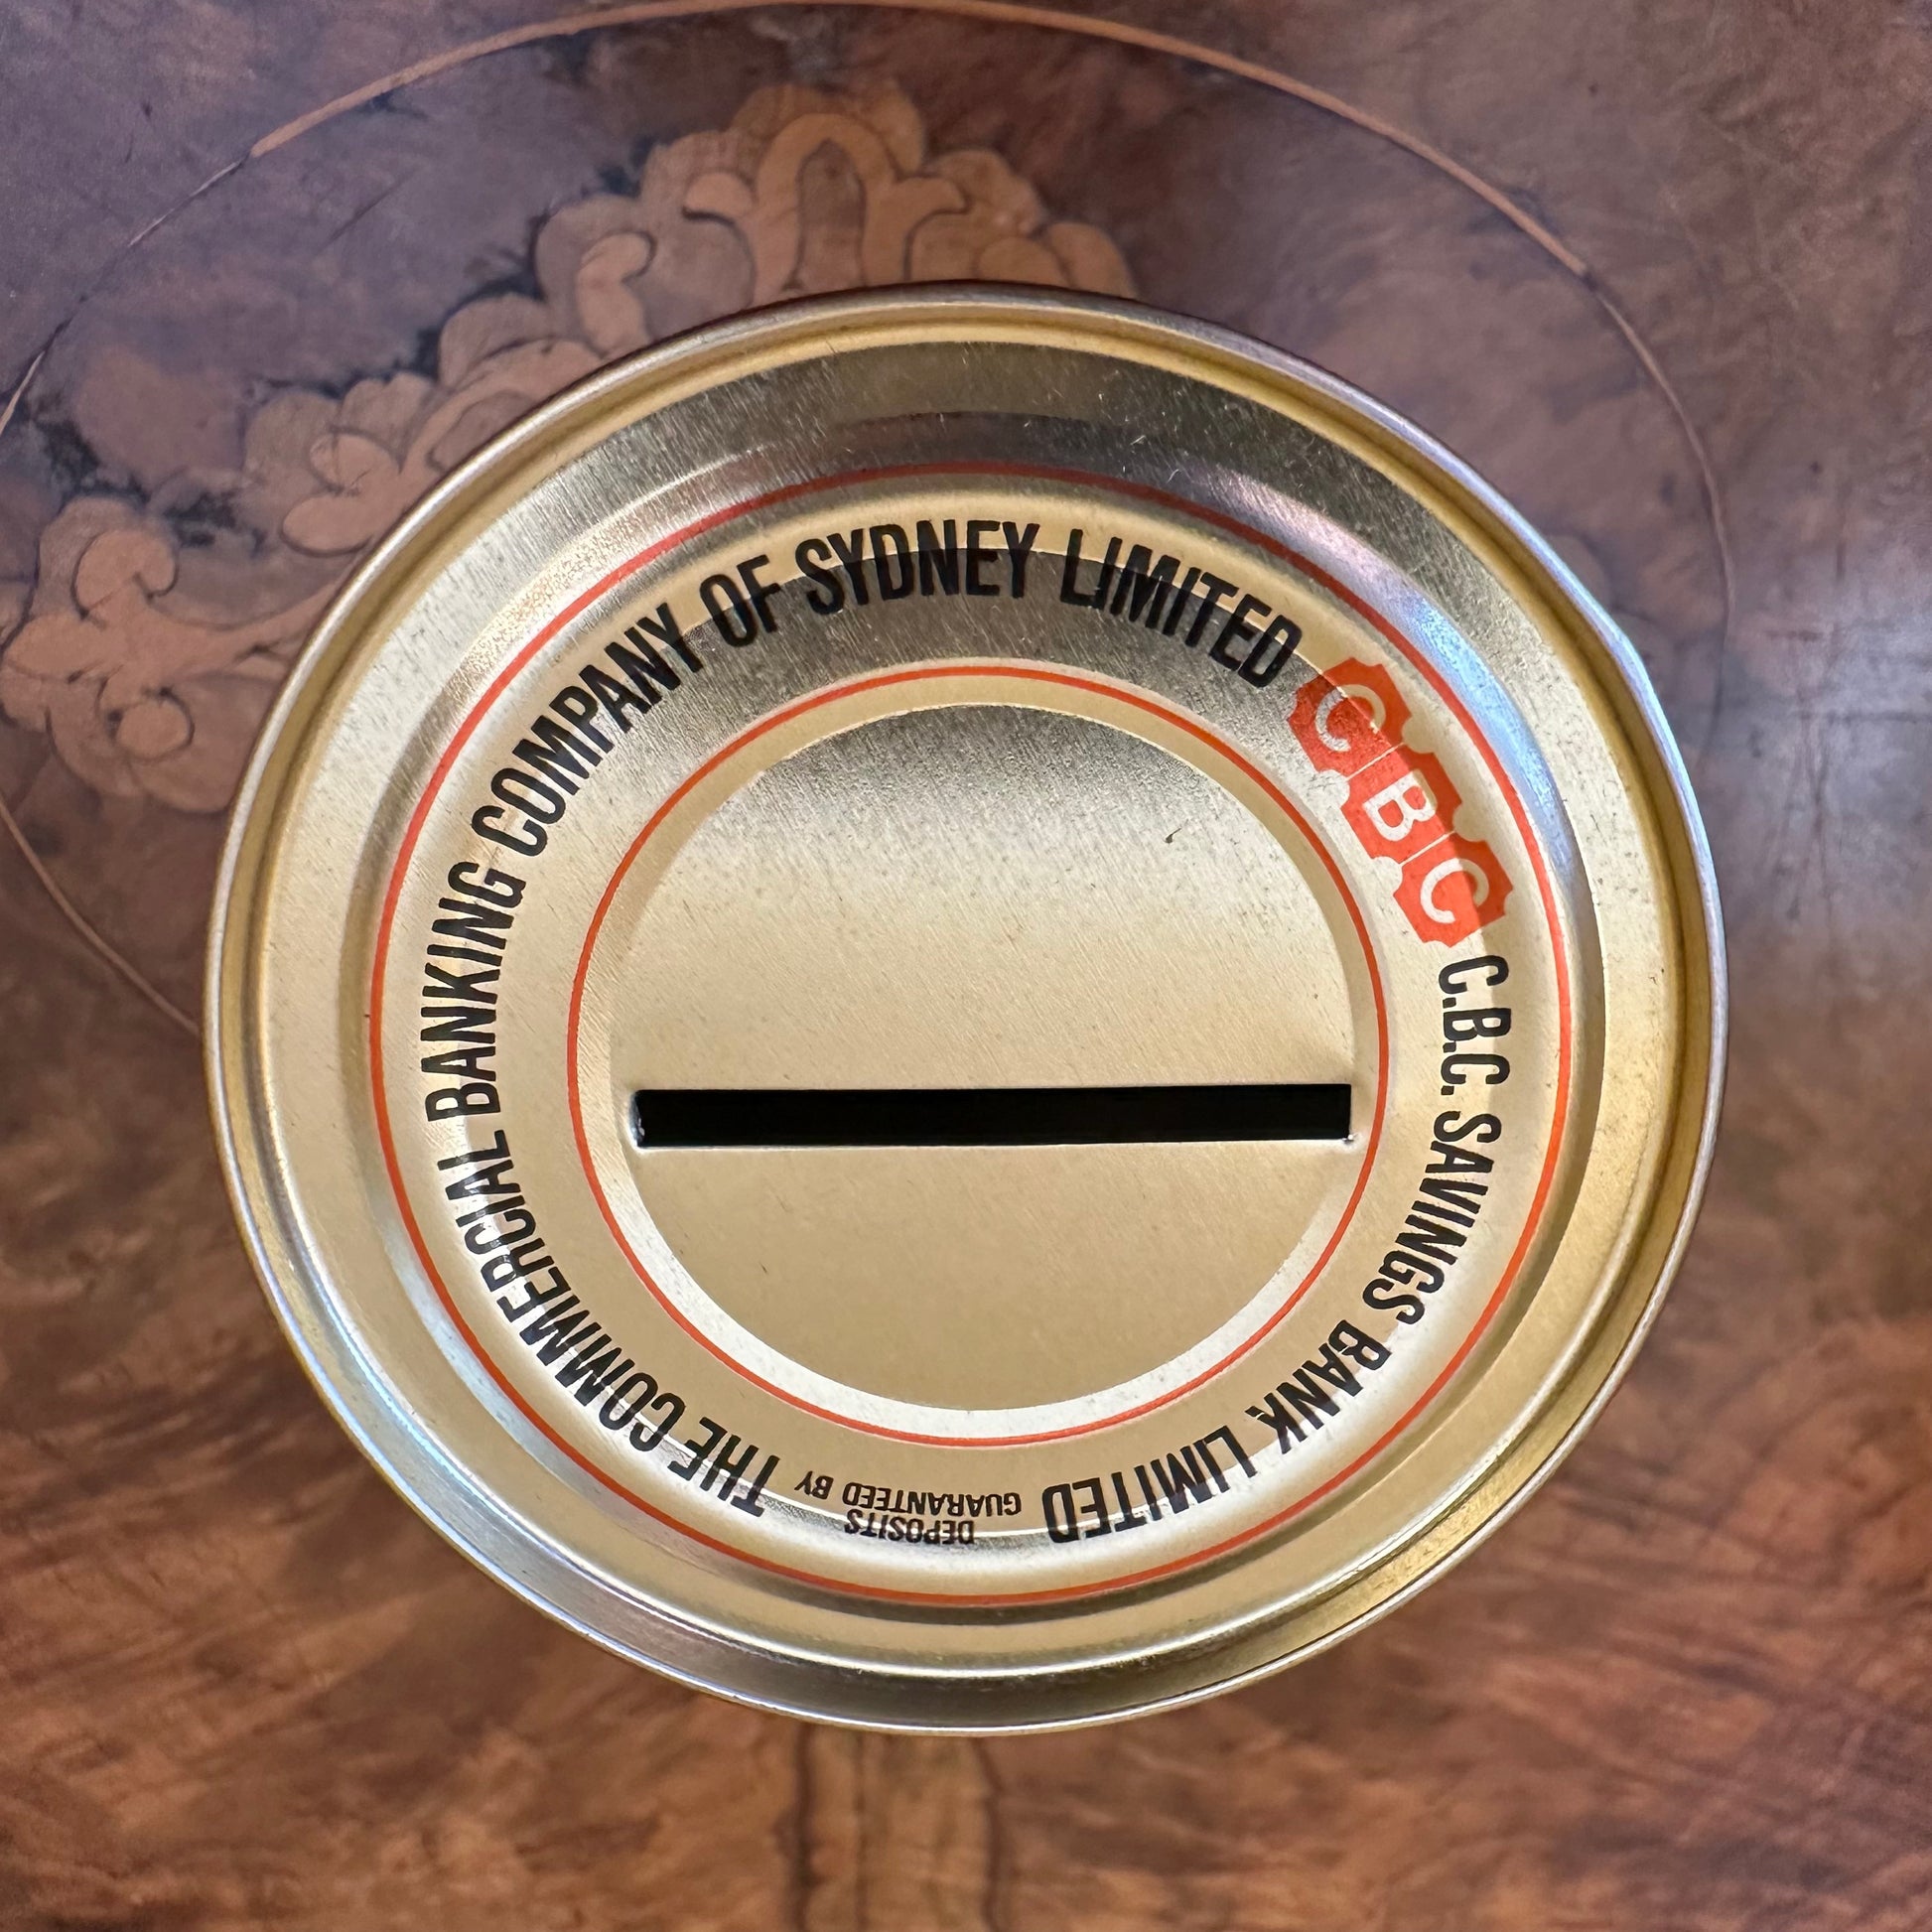 CBC
C.B.C. SAVINGS BANK LIMITED
DEPOSITS
GUARANTEED BY
THE COMMERCIAL BANKING COMPANY OF SYDNEY LIMITED